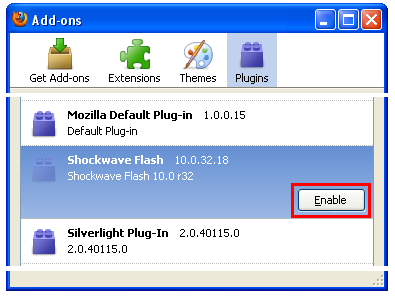 Add-ons
Get Add-ons Extensions Themes Plugins
Mozilla Default Plug-in 1.0.0.15
Default Plug-in
Shockwave Flash 10.0.32.18
Shockwave Flash 10.0 r32
Enable
Silverlight Plug-In 2.0.40115.0
2.0.40115.0